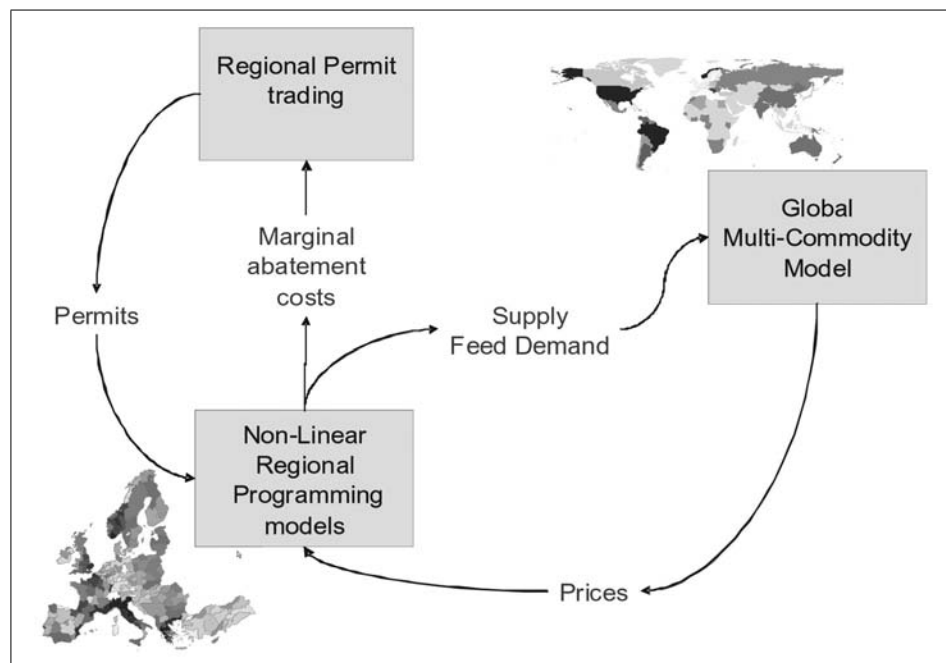 Regional Permit
trading
Global
Multi-Commodity
Model
Marginal
abatement
costs
Permits
Supply
Feed Demand
Non-Linear
Regional
Programming
models
Prices